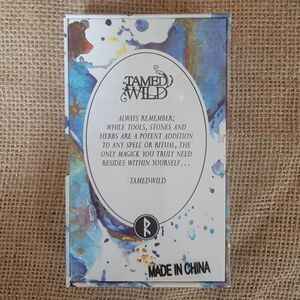 TAMED
WILD
ALWAYS REMEMBER;
WHILE TOOLS, STONES AND
HERBS ARE A POTENT ADDITION
TO ANY SPELL OR RITUAL, THE
ONLY MAGICK YOU TRULY NEED
RESIDES WITHIN YOURSELF...
-TAMEDWILD
MADE IN CHINA